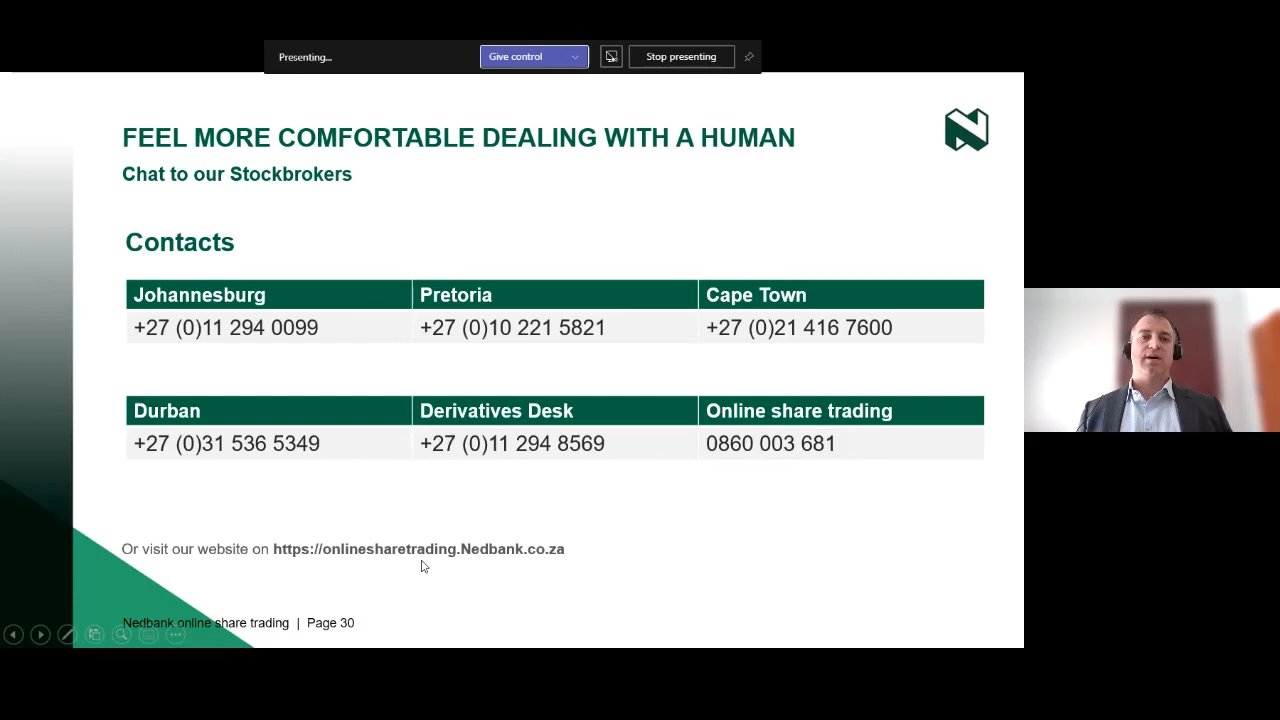 Presenting...
Give control
Stop presenting
FEEL MORE COMFORTABLE DEALING WITH A HUMAN
Chat to our Stockbrokers
Contacts
Johannesburg Pretoria Cape Town
+27 (0)11 294 0099 +27 (0)10 221 5821 +27 (0)21 416 7600
Durban Derivatives Desk Online share trading
+27 (0)31 536 5349 +27 (0)11 294 8569 0860 003 681
Or visit our website on https://onlinesharetrading.Nedbank.co.za
Nedbank online share trading | Page 30